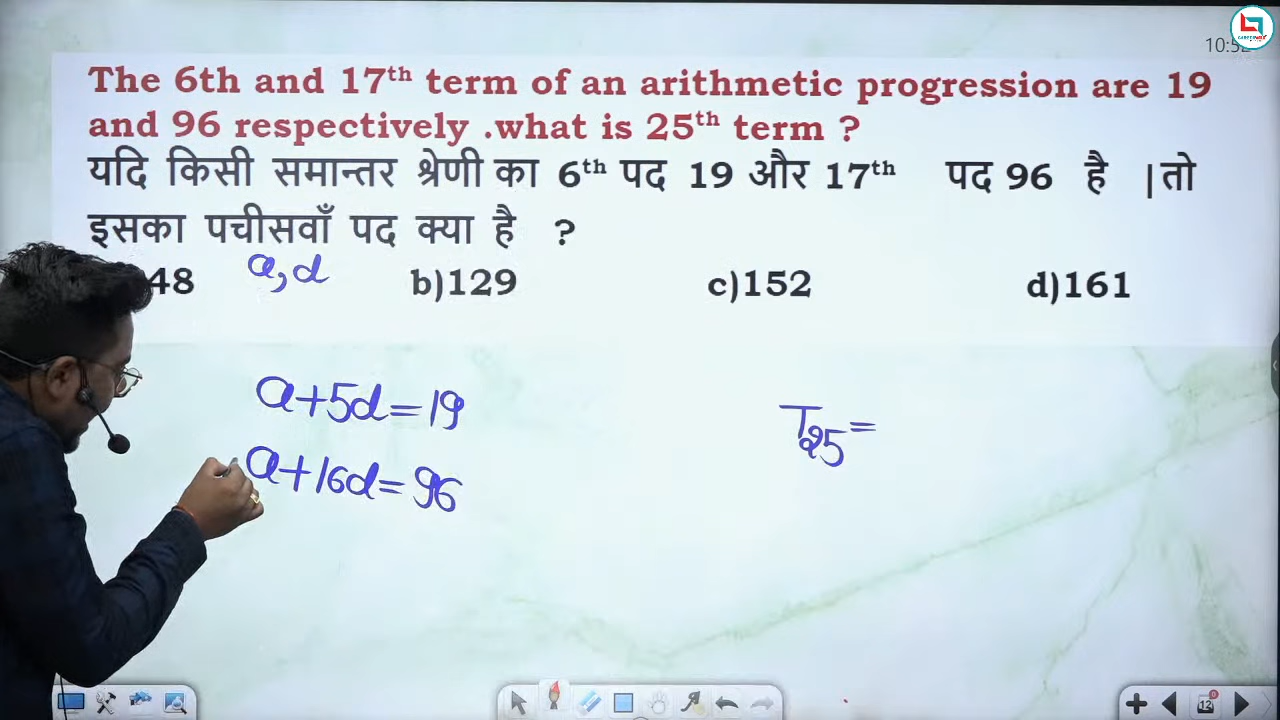 The 6th and 17th term of an arithmetic progression are 19
and 96 respectively .what is 25th term ?
यदि किसी समान्तर श्रेणी का 6th पद 19 और 17th पद 96 है |तो
इसका पचीसवाँ पद क्या है ?
48 a,d b)129 c)152 d)161
a+5d=19
a+16d=96
T25=
12